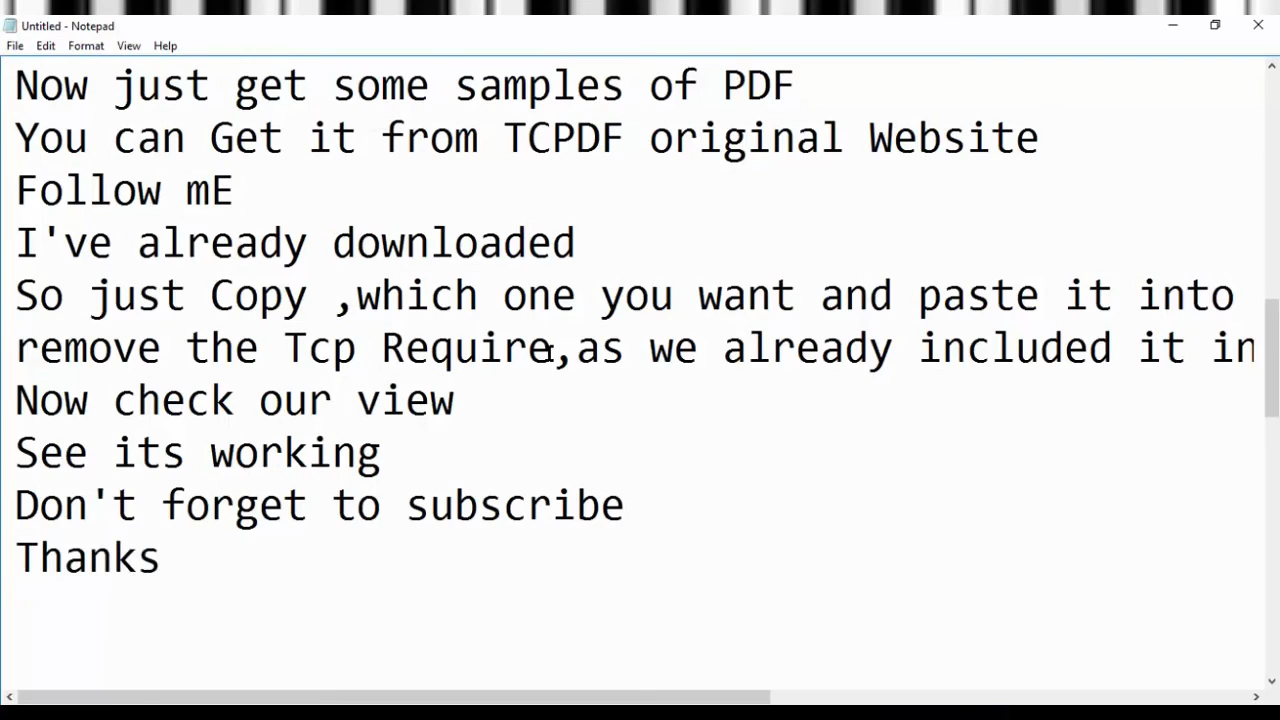 Untitled - Notepad
File Edit Format View Help
Now just get some samples of PDF
You can Get it from TCPDF original Website
Follow mE
I've already downloaded
So just Copy ,which one you want and paste it into
remove the Tcp Require,as we already included it in
Now check our view
See its working
Don't forget to subscribe
Thanks